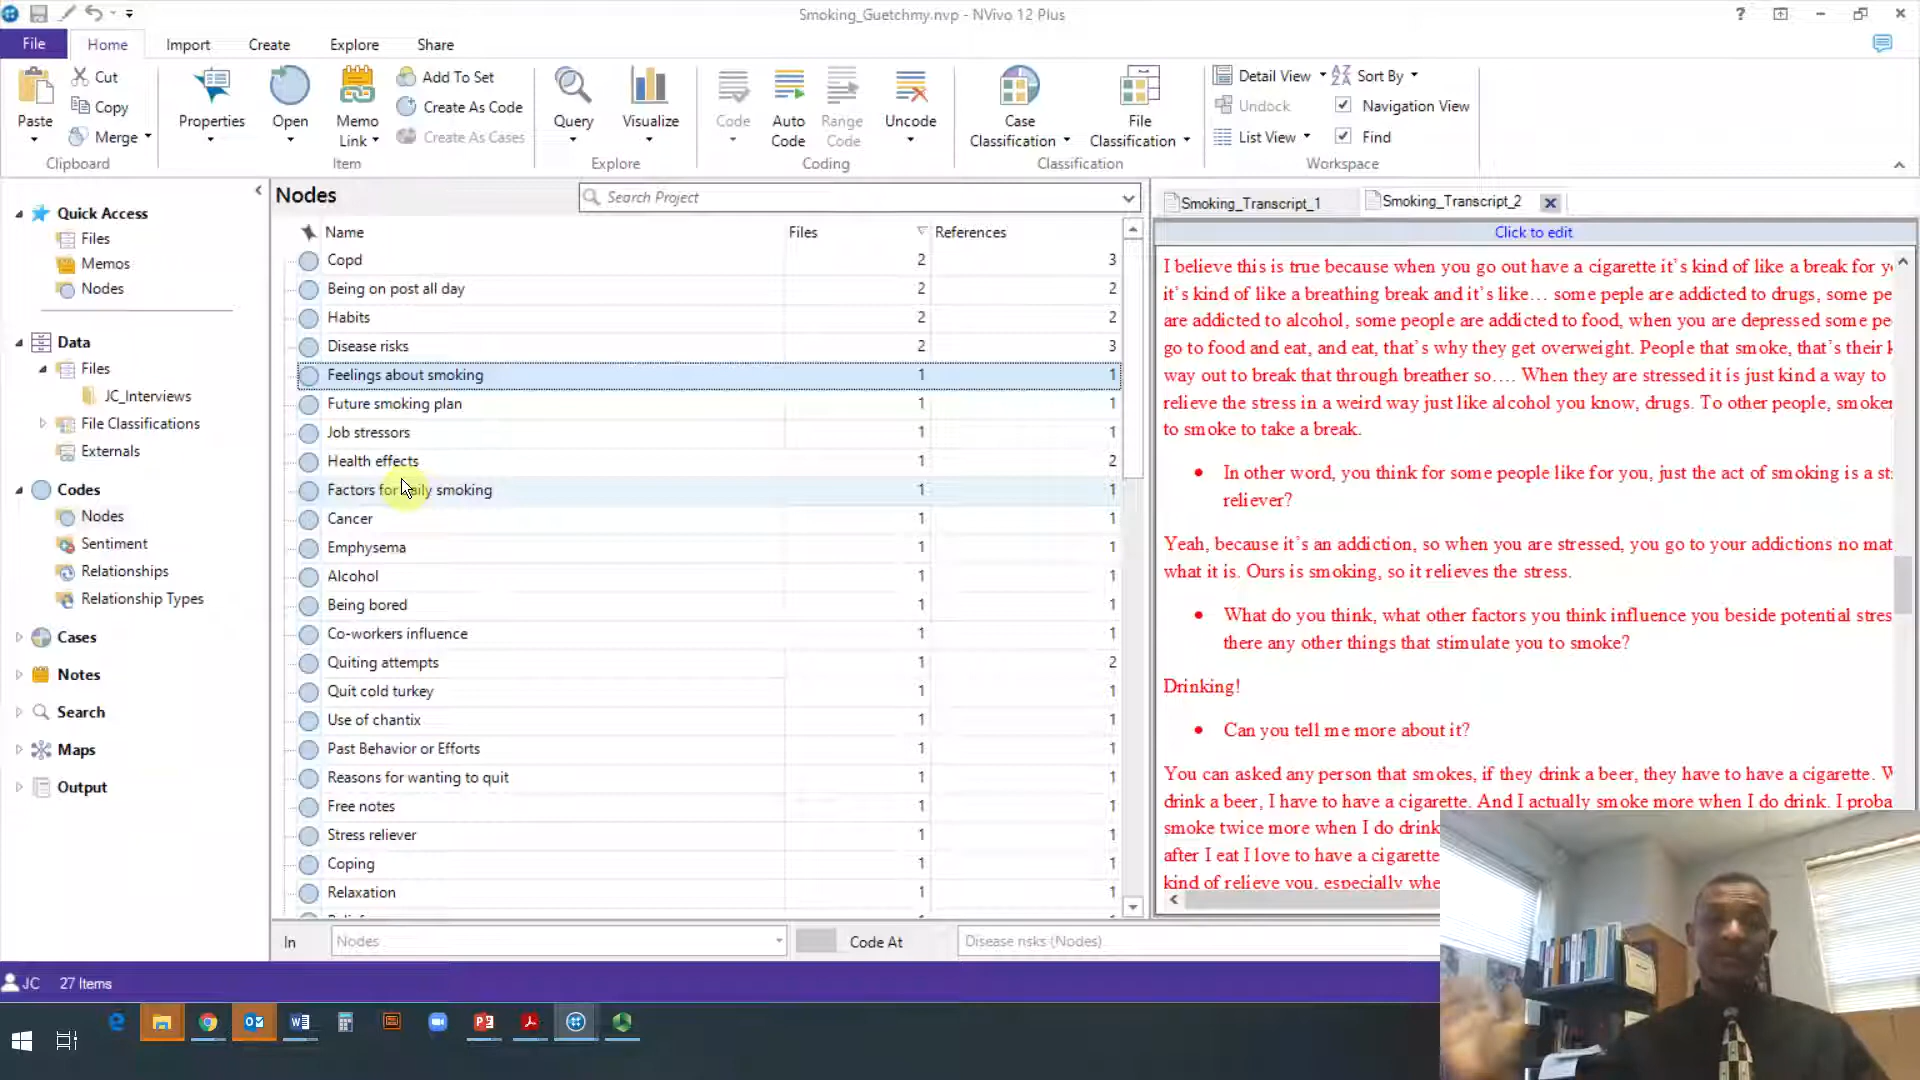 Smoking_Guetchmy.nvp - NVivo 12 Plus
File Home Import Create Explore Share
Paste
Cut
Copy
Merge
Clipboard
Properties
Open
Memo
Link
Add To Set
Create As Code
Create As Cases
Item
Query
Visualize
Explore
Code
Auto
Code
Range
Code
Uncode
Coding
Case
Classification
File
Classification
Classification
Detail View
Sort By
Undock
Navigation View
List View
Find
Workspace
Quick Access
Files
Memos
Nodes
Data
Files
JC_Interviews
File Classifications
Externals
Codes
Nodes
Sentiment
Relationships
Relationship Types
Cases
Notes
Search
Maps
Output
Nodes
Search Project
Name Files References
Copd 2 3
Being on post all day 2 2
Habits 2 2
Disease risks 2 3
Feelings about smoking 1 1
Future smoking plan 1 1
Job stressors 1 1
Health effects 1 2
Factors for daily smoking 1 1
Cancer 1 1
Emphysema 1 1
Alcohol 1 1
Being bored 1 1
Co-workers influence 1 1
Quiting attempts 1 2
Quit cold turkey 1 1
Use of chantix 1 1
Past Behavior or Efforts 1 1
Reasons for wanting to quit 1 1
Free notes 1 1
Stress reliever 1 1
Coping 1 1
Relaxation 1 1
In Nodes Code At Disease risks (Nodes)
Smoking_Transcript_1 Smoking_Transcript_2
Click to edit
I believe this is true because when you go out have a cigarette it's kind of like a break for
it's kind of like a breathing break and it's like… some peple are addicted to drugs, some pe
are addicted to alcohol, some people are addicted to food, when you are depressed some pe
go to food and eat, and eat, that's why they get overweight. People that smoke, that's their
way out to break that through breather so…. When they are stressed it is just kind a way to
relieve the stress in a weird way just like alcohol you know, drugs. To other people, smoker
to smoke to take a break.
• In other word, you think for some people like for you, just the act of smoking is a st
reliever?
Yeah, because it's an addiction, so when you are stressed, you go to your addictions no mat
what it is. Ours is smoking, so it relieves the stress.
• What do you think, what other factors you think influence you beside potential stres
there any other things that stimulate you to smoke?
Drinking!
• Can you tell me more about it?
You can asked any person that smokes, if they drink a beer, they have to have a cigarette.
drink a beer, I have to have a cigarette. And I actually smoke more when I do drink. I proba
smoke twice more when I do drink
after I eat I love to have a cigarette
kind of relieve you, especially whe
JC 27 Items